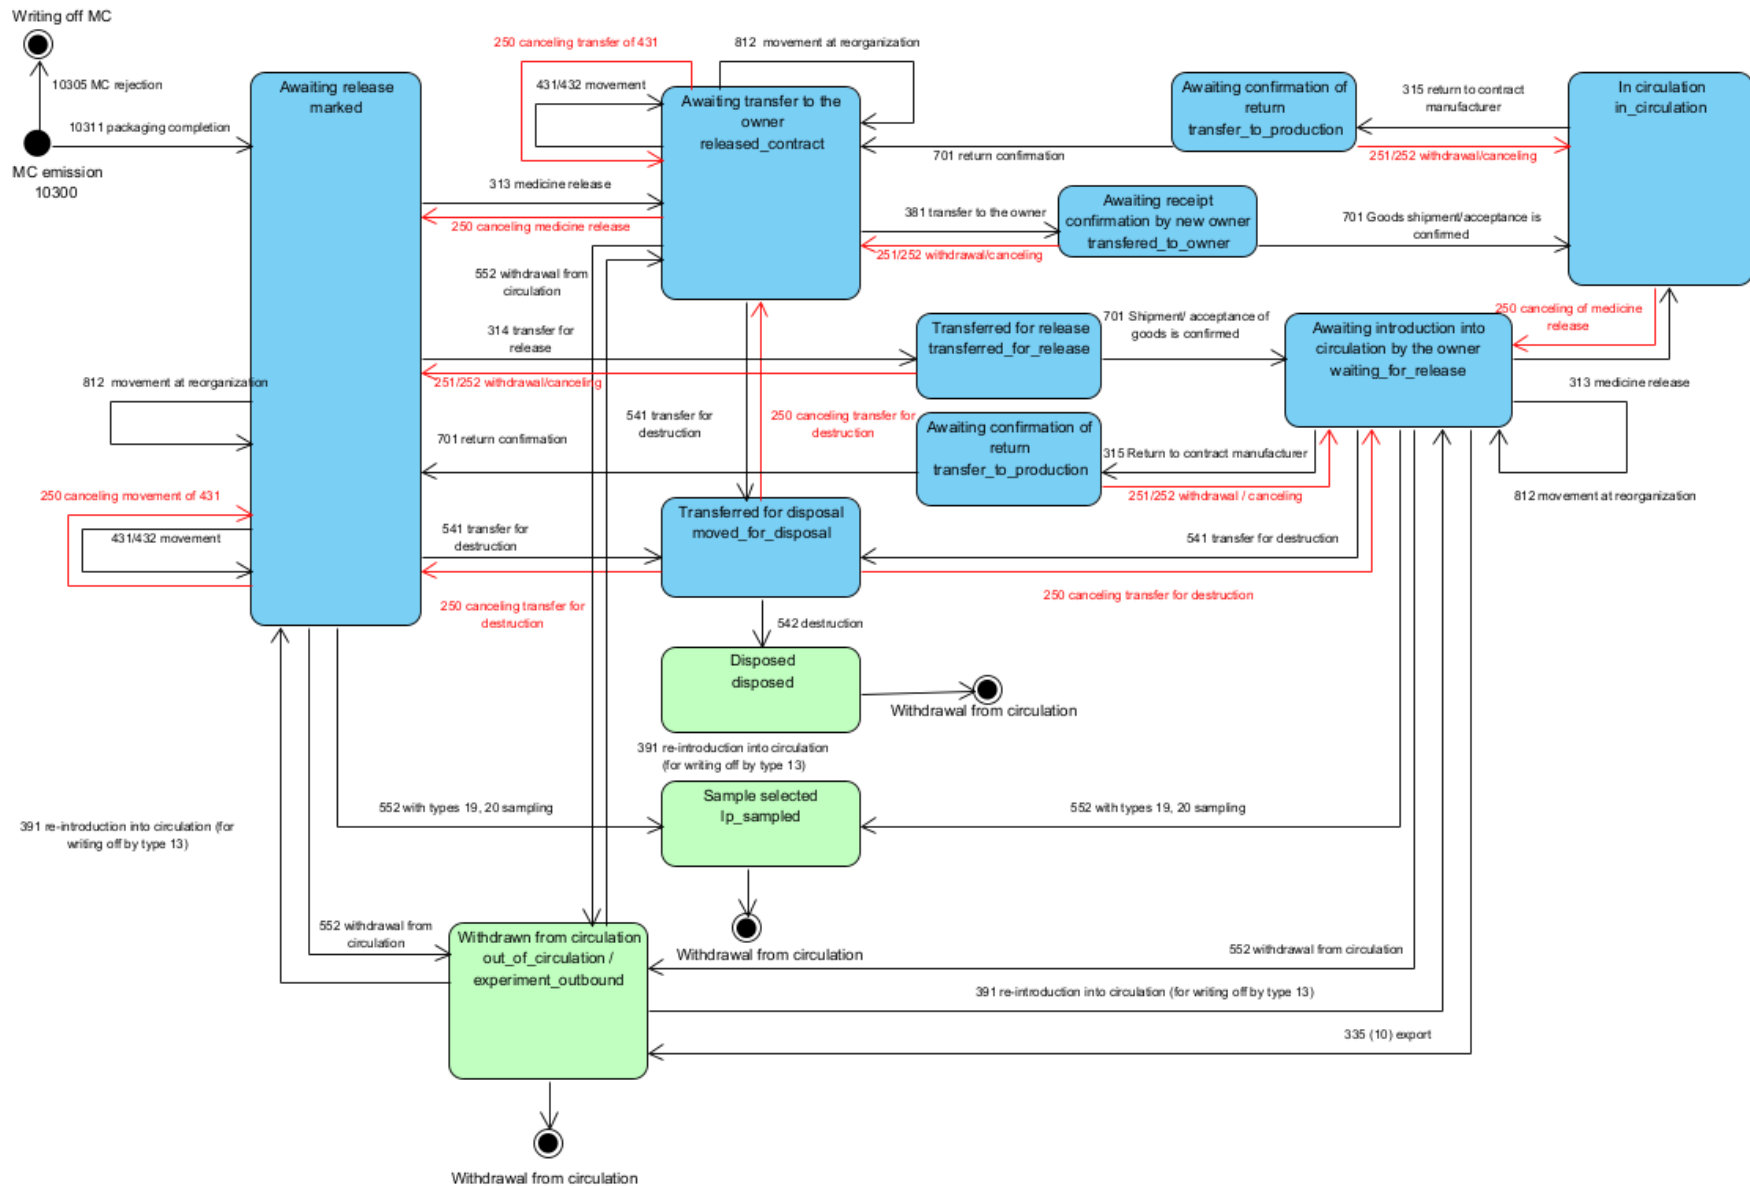 Writing off MC
10305 MC rejection
10311 packaging completion
MC emission
10300
Awaiting release
marked
250 canceling transfer of 431
431/432 movement
812 movement at reorganization
Awaiting transfer to the
owner
released_contract
Awaiting confirmation of
return
transfer_to_production
315 return to contract
manufacturer
In circulation
in_circulation
701 return confirmation
251/252 withdrawal/canceling
313 medicine release
250 canceling medicine release
381 transfer to the owner
251/252 withdrawal/canceling
Awaiting receipt
confirmation by new owner
transfered_to_owner
701 Goods shipment/acceptance is
confirmed
552 withdrawal from
circulation
314 transfer for
release
251/252 withdrawal/canceling
Transferred for release
transferred_for_release
701 Shipment/ acceptance of
goods is confirmed
Awaiting introduction into
circulation by the owner
waiting_for_release
250 canceling of medicine
release
313 medicine release
812 movement at reorganization
812 movement at reorganization
701 return confirmation
541 transfer for
destruction
250 canceling transfer for
destruction
Awaiting confirmation of
return
transfer_to_production
315 Return to contract manufacturer
251/252 withdrawal / canceling
250 canceling movement of 431
431/432 movement
541 transfer for
destruction
250 canceling transfer for
destruction
Transferred for disposal
moved_for_disposal
541 transfer for destruction
250 canceling transfer for destruction
542 destruction
Disposed
disposed
Withdrawal from circulation
391 re-introduction into circulation
(for writing off by type 13)
Sample selected
lp_sampled
552 with types 19, 20 sampling
552 with types 19, 20 sampling
391 re-introduction into circulation (for
writing off by type 13)
Withdrawal from circulation
552 withdrawal from
circulation
Withdrawn from circulation
out_of_circulation /
experiment_outbound
552 withdrawal from circulation
391 re-introduction into circulation (for writing off by type 13)
335 (10) export
Withdrawal from circulation